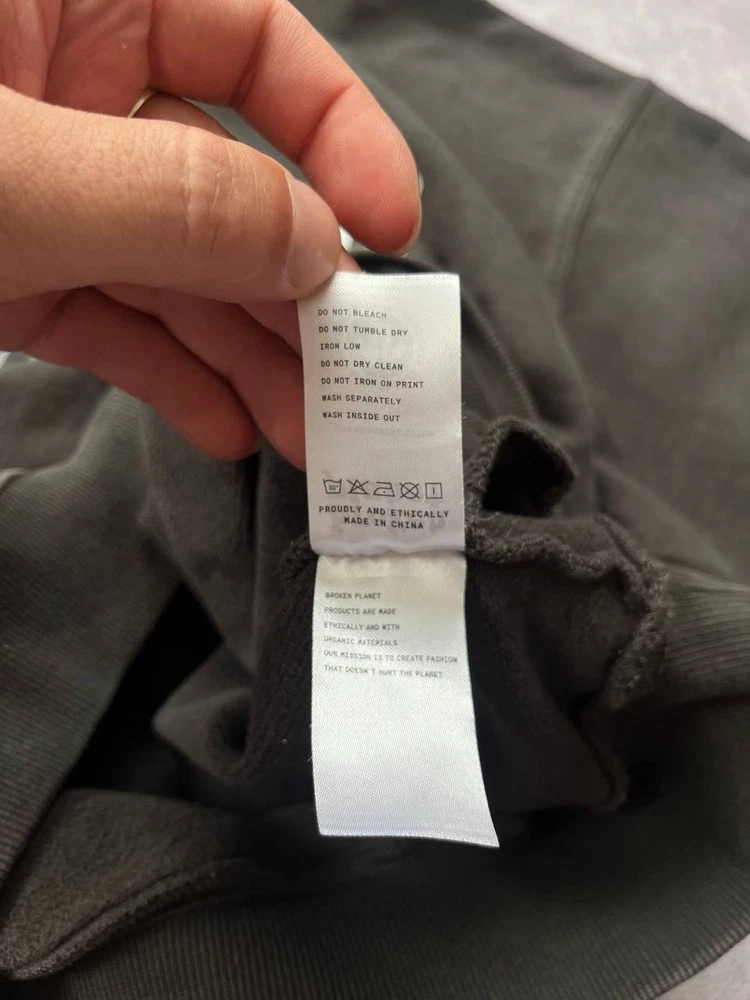 DO NOT BLEACH
DO NOT TUMBLE DRY
IRON LOW
DO NOT DRY CLEAN
DO NOT IRON ON PRINT
WASH SEPARATELY
WASH INSIDE OUT
30°
PROUDLY AND ETHICALLY
MADE IN CHINA
BROKEN PLANET
PRODUCTS ARE MADE
ETHICALLY AND WITH
ORGANIC MATERIALS
OUR MISSION IS TO CREATE FASHION
THAT DOESN'T HURT THE PLANET